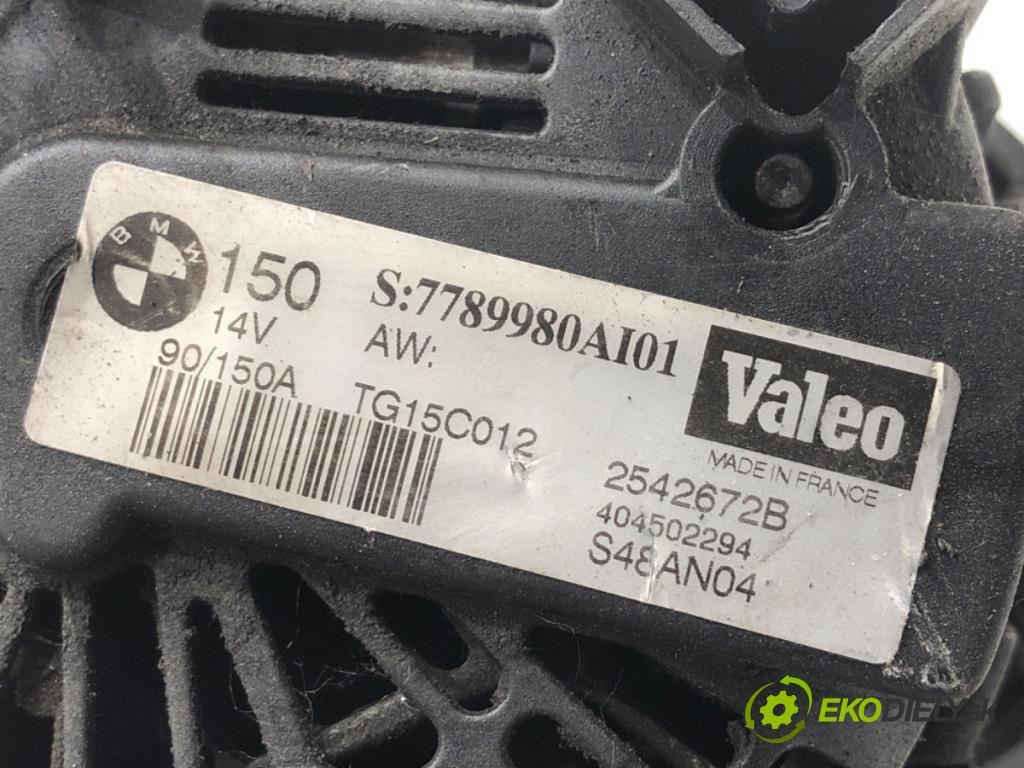 BMW
150
S:7789980AI01
14V
AW:
90/150A
TG15C012
Valeo
MADE IN FRANCE
2542672B
404502294
S48AN04
EKODIELY.SK